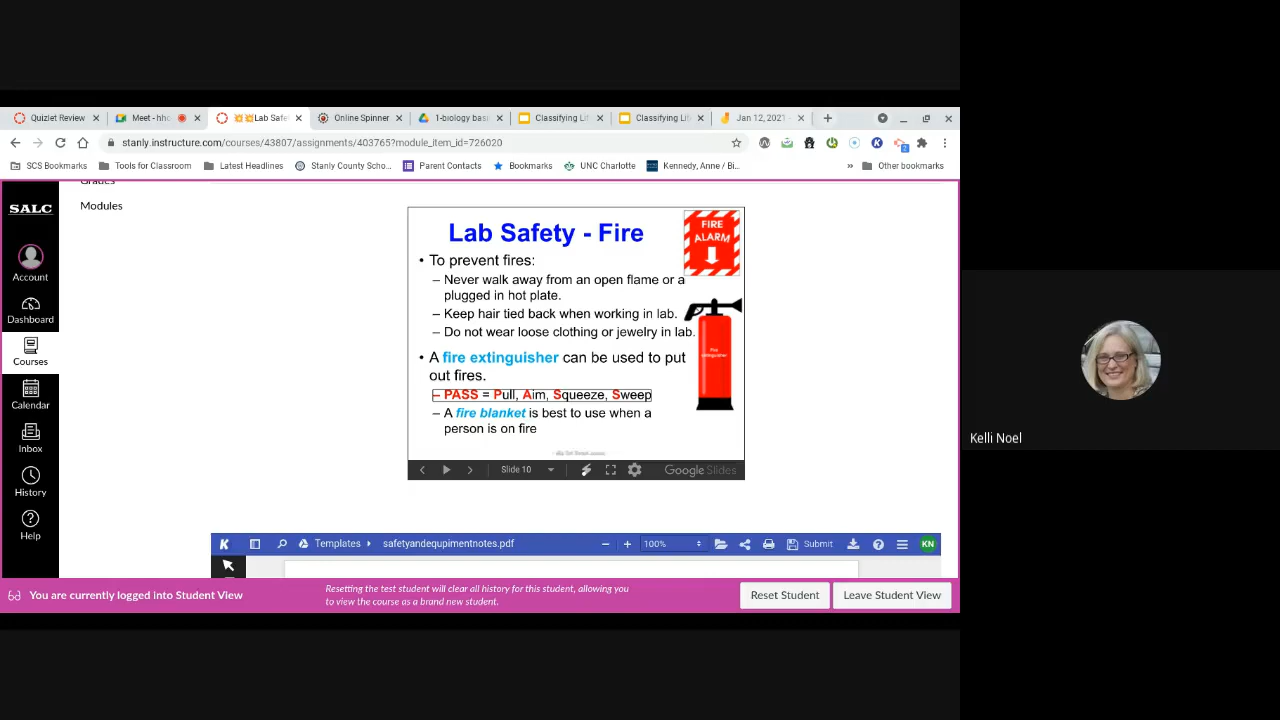 Quizlet Review
Meet - hhc
Lab Safe
Online Spinner
1-biology basi
Classifying Li
Classifying Li
Jan 12, 2021 -
stanly.instructure.com/courses/43807/assignments/403765?module_item_id=726020
SCS Bookmarks
Tools for Classroom
Latest Headlines
Stanly County Scho...
Parent Contacts
Bookmarks
UNC Charlotte
Kennedy, Anne / Bi...
»
Other bookmarks
SALC
Account
Dashboard
Courses
Calendar
Inbox
History
Help
Grades
Modules
Lab Safety - Fire
FIRE
ALARM
• To prevent fires:
– Never walk away from an open flame or a
plugged in hot plate.
– Keep hair tied back when working in lab.
– Do not wear loose clothing or jewelry in lab.
• A fire extinguisher can be used to put
out fires.
– PASS = Pull, Aim, Squeeze, Sweep
– A fire blanket is best to use when a
person is on fire
Fire
Extinguisher
Slide 10
Google Slides
K
Templates
safetyandequpimentnotes.pdf
100%
Submit
KN
You are currently logged into Student View
Resetting the test student will clear all history for this student, allowing you
to view the course as a brand new student.
Reset Student
Leave Student View
Kelli Noel